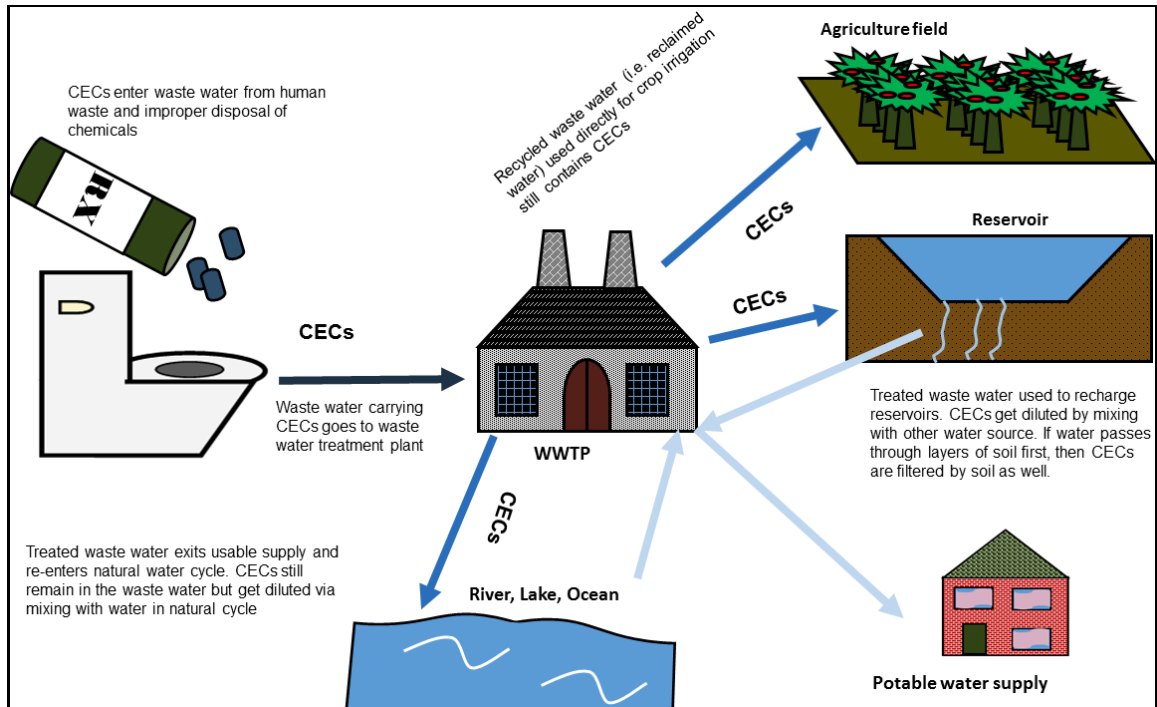 CECs enter waste water from human
waste and improper disposal of
chemicals
RX
Recycled waste water (i.e. reclaimed
water) used directly for crop irrigation
still contains CECs
Agriculture field
CECs
Reservoir
CECs
CECs
Waste water carrying
CECs goes to waste
water treatment plant
WWTP
Treated waste water used to recharge
reservoirs. CECs get diluted by mixing
with other water source. If water passes
through layers of soil first, then CECs
are filtered by soil as well.
CECs
Treated waste water exits usable supply and
re-enters natural water cycle. CECs still
remain in the waste water but get diluted via
mixing with water in natural cycle
River, Lake, Ocean
Potable water supply